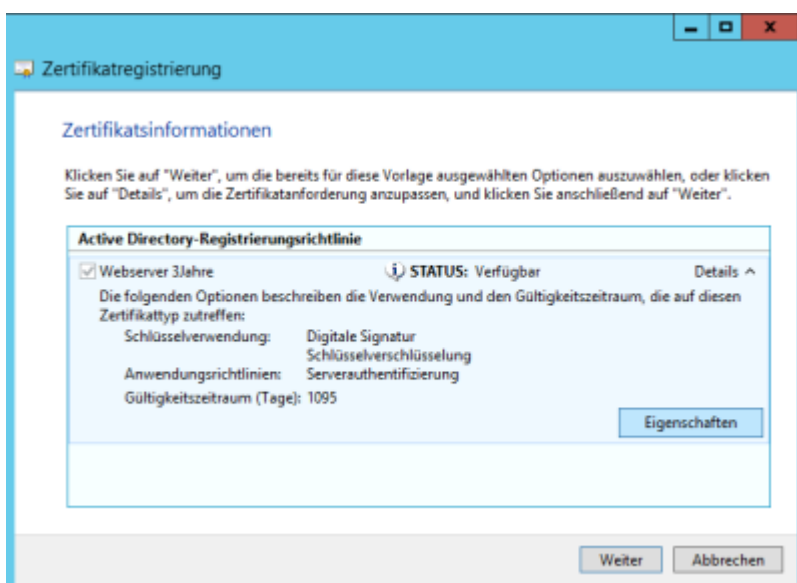 Zertifikatregistrierung
Zertifikatsinformationen
Klicken Sie auf "Weiter", um die bereits für diese Vorlage ausgewählten Optionen auszuwählen, oder klicken
Sie auf "Details", um die Zertifikatanforderung anzupassen, und klicken Sie anschließend auf "Weiter".
Active Directory-Registrierungsrichtlinie
Webserver 3Jahre STATUS: Verfügbar Details
Die folgenden Optionen beschreiben die Verwendung und den Gültigkeitszeitraum, die auf diesen
Zertifikattyp zutreffen:
Schlüsselverwendung: Digitale Signatur
Schlüsselverschlüsselung
Anwendungsrichtlinien: Serverauthentifizierung
Gültigkeitszeitraum (Tage): 1095
Eigenschaften
Weiter Abbrechen